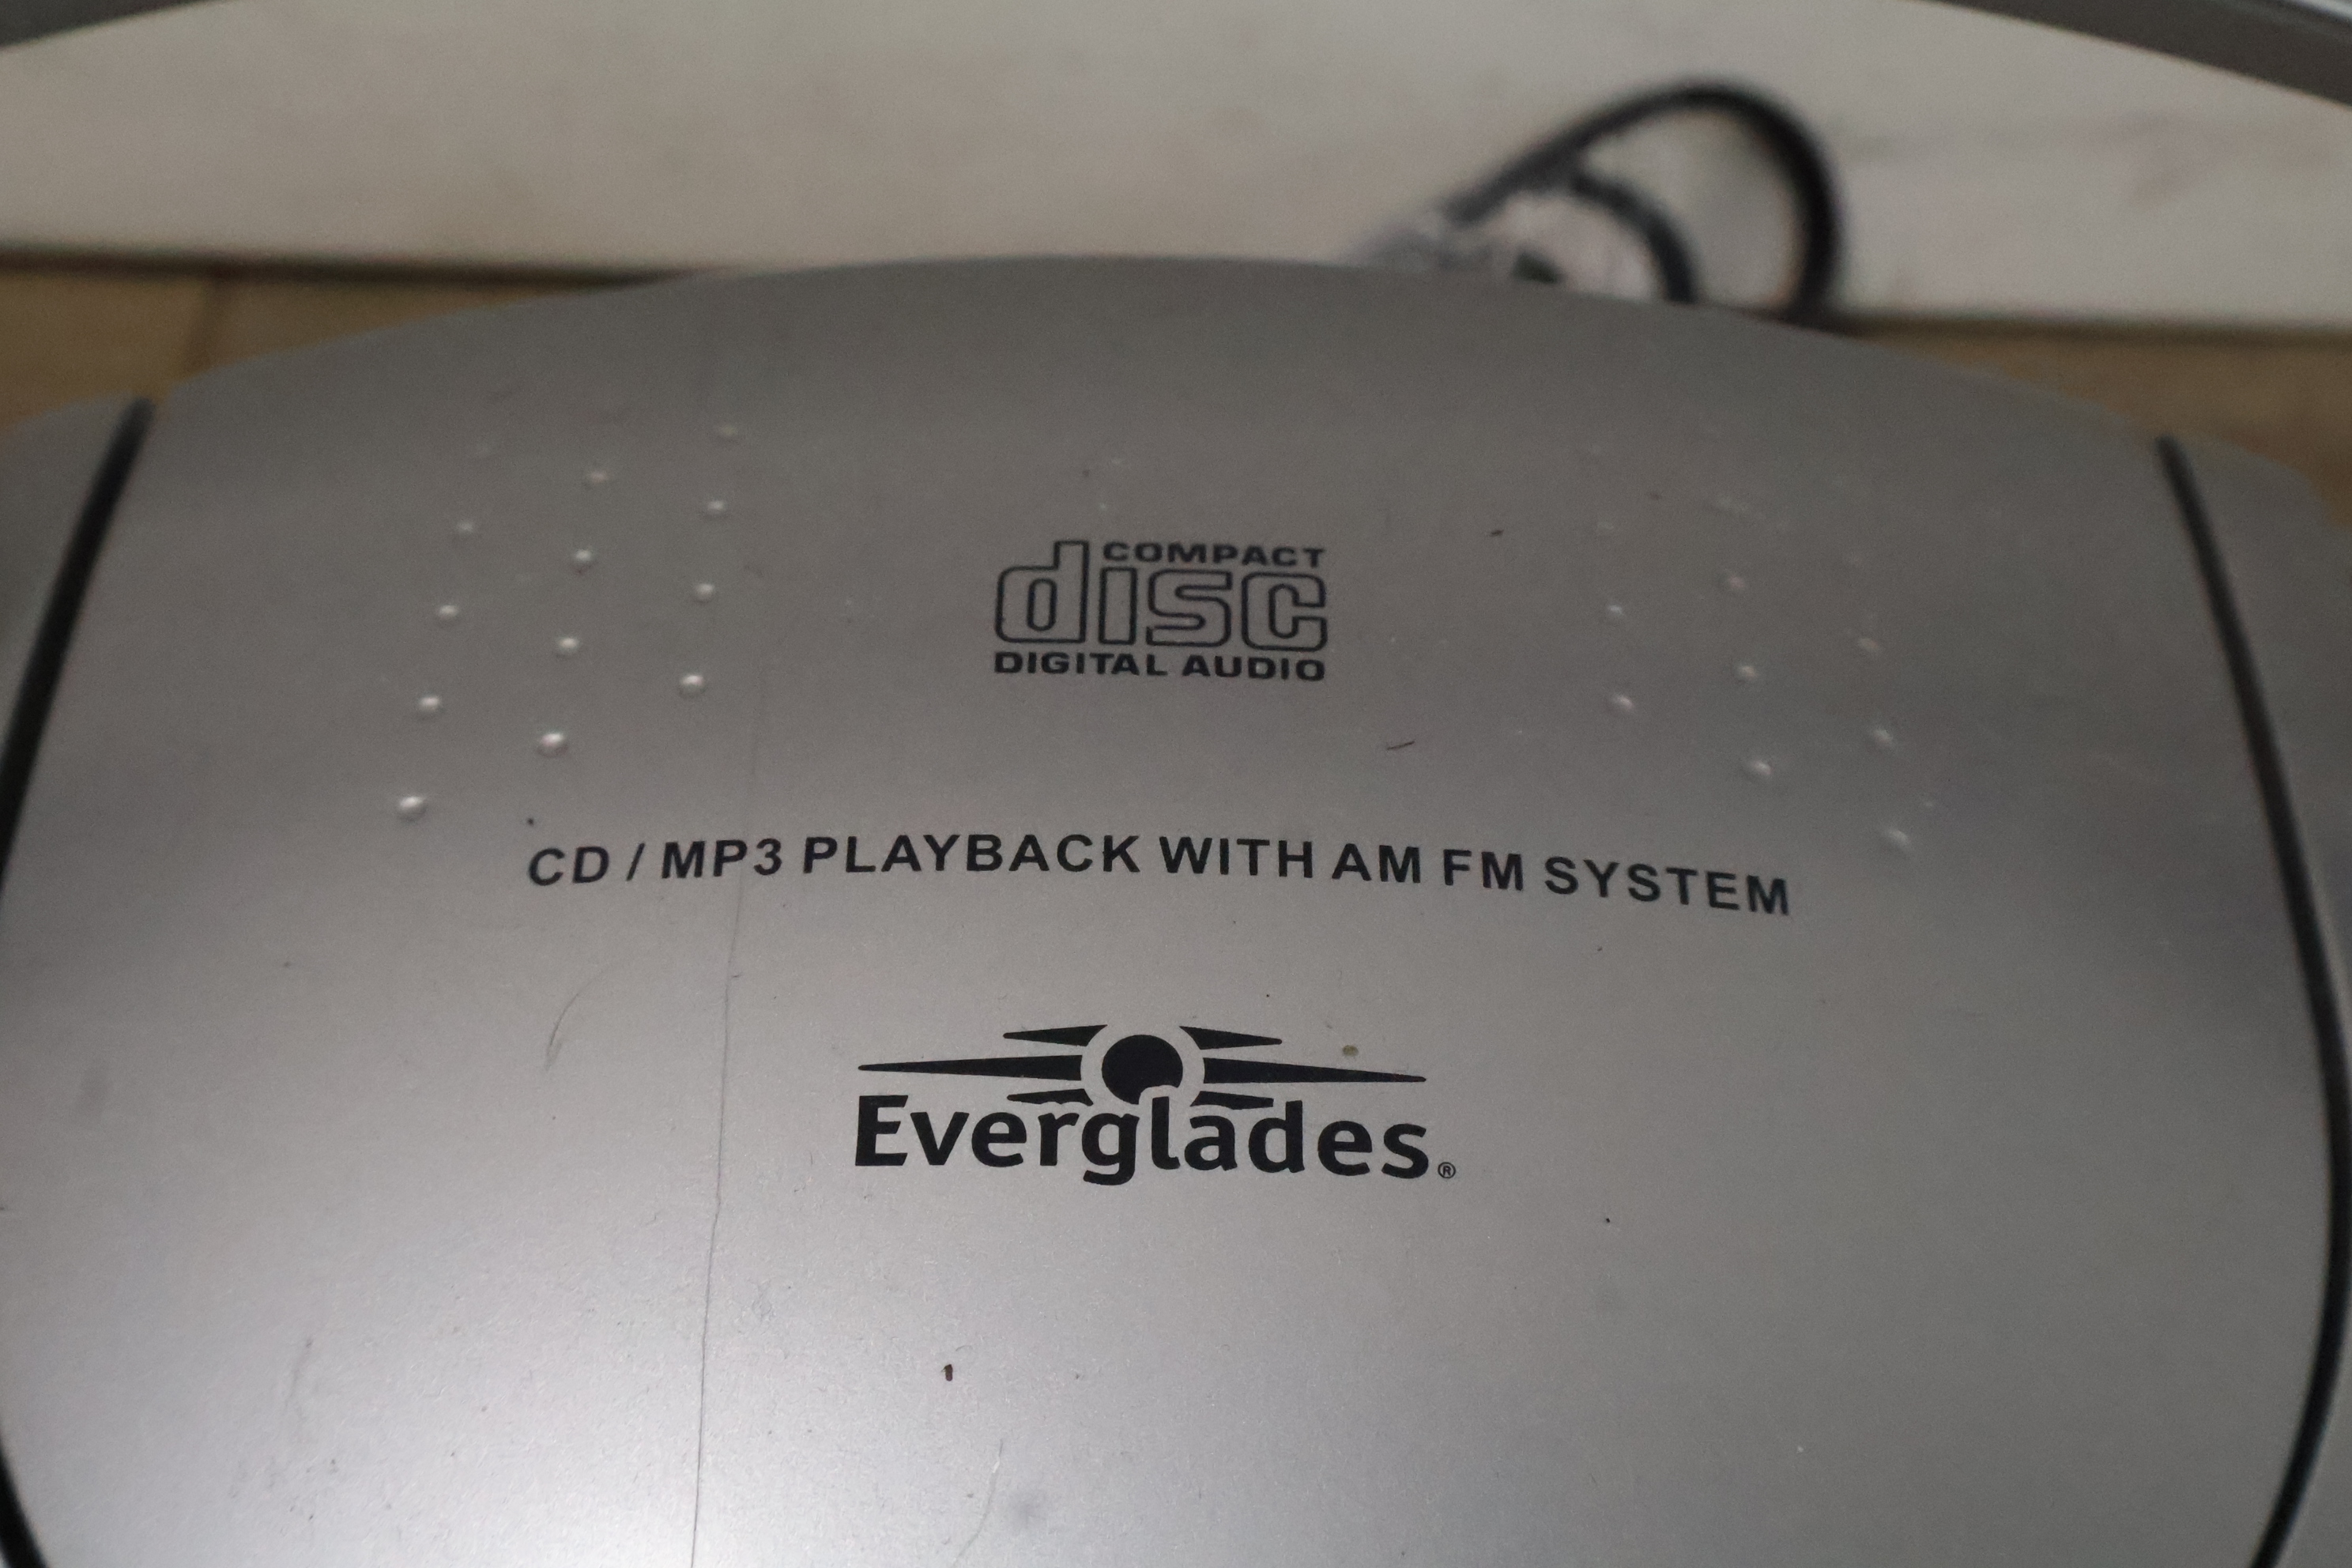 COMPACT
disc
DIGITAL AUDIO
CD / MP3 PLAYBACK WITH AM FM SYSTEM
Everglades®